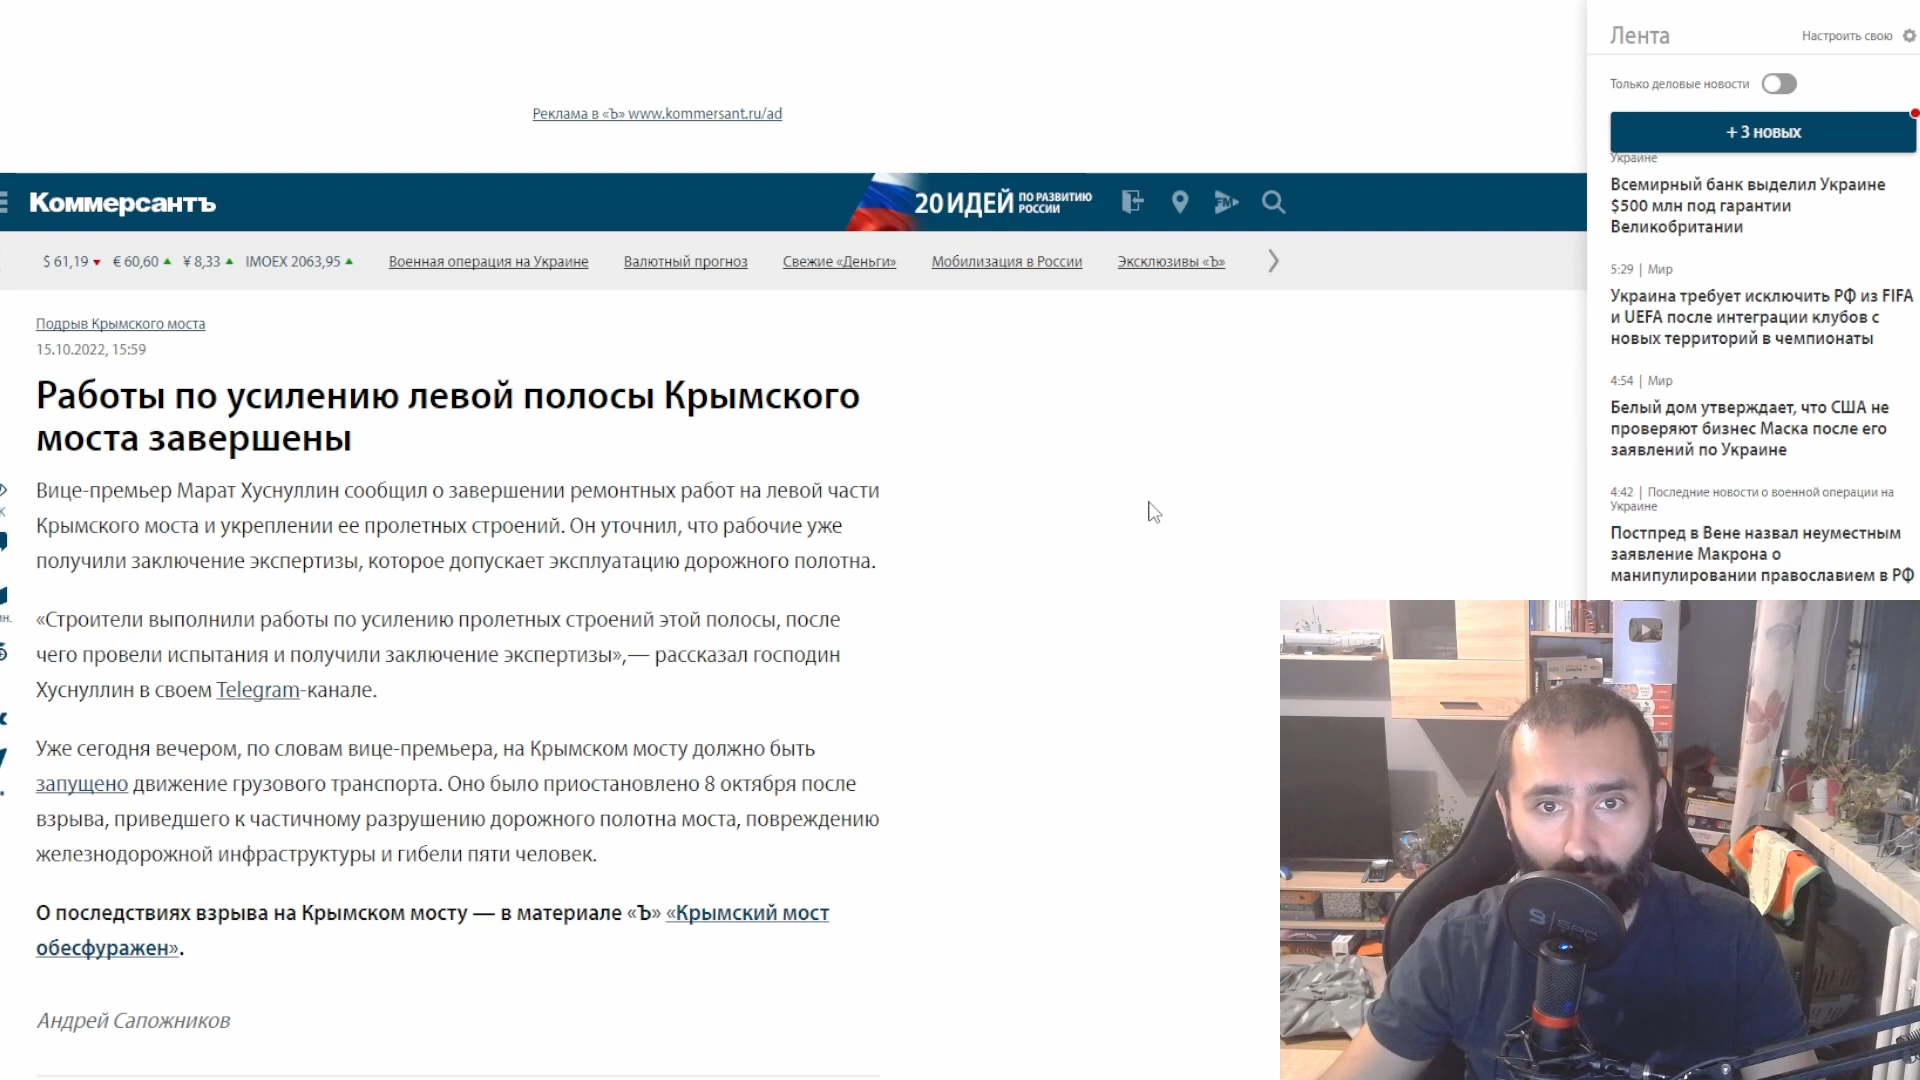 Реклама в «Ъ» www.kommersant.ru/ad
Коммерсантъ
20 ИДЕЙ ПО РАЗВИТИЮ
РОССИИ
FM
$ 61,19 € 60,60 ¥ 8,33 IMOEX 2063,95 Военная операция на Украине Валютный прогноз Свежие «Деньги» Мобилизация в России Эксклюзивы «Ъ»
Подрыв Крымского моста
15.10.2022, 15:59
Работы по усилению левой полосы Крымского
моста завершены
Вице-премьер Марат Хуснуллин сообщил о завершении ремонтных работ на левой части
Крымского моста и укреплении ее пролетных строений. Он уточнил, что рабочие уже
получили заключение экспертизы, которое допускает эксплуатацию дорожного полотна.
«Строители выполнили работы по усилению пролетных строений этой полосы, после
чего провели испытания и получили заключение экспертизы»,— рассказал господин
Хуснуллин в своем Telegram-канале.
Уже сегодня вечером, по словам вице-премьера, на Крымском мосту должно быть
запущено движение грузового транспорта. Оно было приостановлено 8 октября после
взрыва, приведшего к частичному разрушению дорожного полотна моста, повреждению
железнодорожной инфраструктуры и гибели пяти человек.
О последствиях взрыва на Крымском мосту — в материале «Ъ» «Крымский мост
обесфуражен».
Андрей Сапожников
Лента
Настроить свою
Только деловые новости
+ 3 новых
Украине
Всемирный банк выделил Украине
$500 млн под гарантии
Великобритании
5:29 | Мир
Украина требует исключить РФ из FIFA
и UEFA после интеграции клубов с
новых территорий в чемпионаты
4:54 | Мир
Белый дом утверждает, что США не
проверяют бизнес Маска после его
заявлений по Украине
4:42 | Последние новости о военной операции на
Украине
Постпред в Вене назвал неуместным
заявление Макрона о
манипулировании православием в РФ
SPC